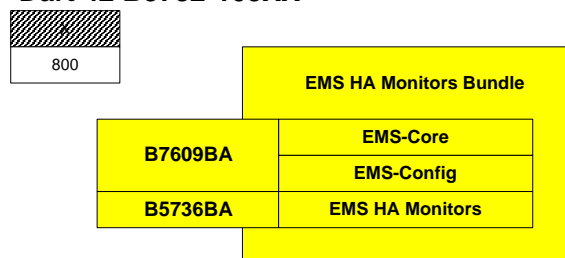 800
EMS HA Monitors Bundle
B7609BA
EMS-Core
EMS-Config
B5736BA
EMS HA Monitors